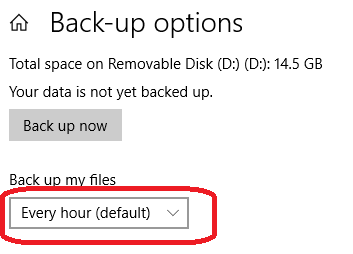 Back-up options
Total space on Removable Disk (D:) (D:): 14.5 GB
Your data is not yet backed up.
Back up now
Back up my files
Every hour (default)